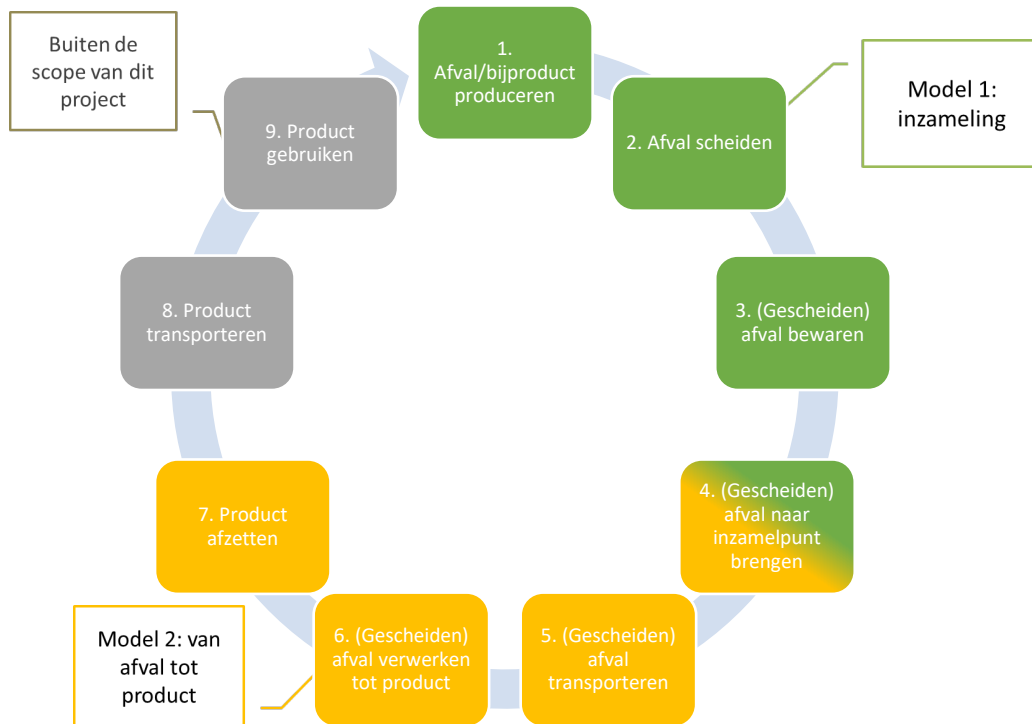 Buiten de
scope van dit
project
1.
Afval/bijproduct
produceren
Model 1:
inzameling
2. Afval scheiden
9. Product
gebruiken
3. (Gescheiden)
afval bewaren
8. Product
transporteren
4. (Gescheiden)
afval naar
inzamelpunt
brengen
7. Product
afzetten
5. (Gescheiden)
afval
transporteren
6. (Gescheiden)
afval verwerken
tot product
Model 2: van
afval tot
product